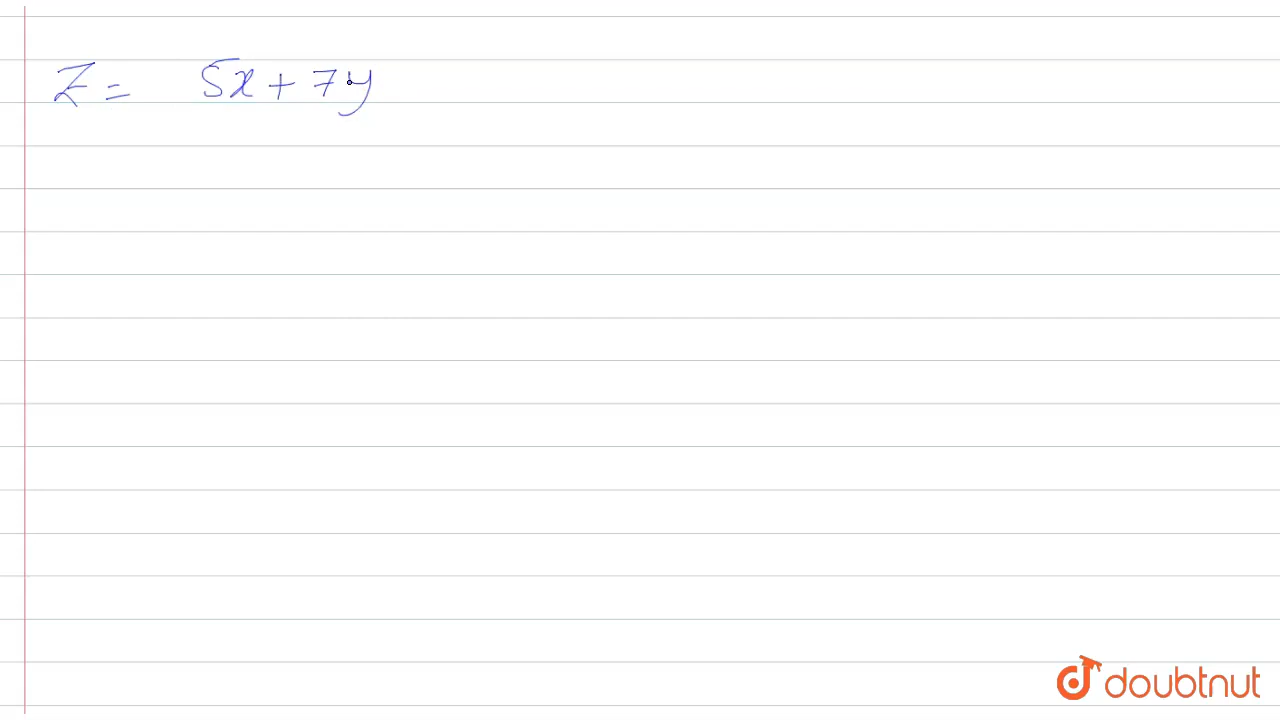 Z = 5x + 7y
doubtnut